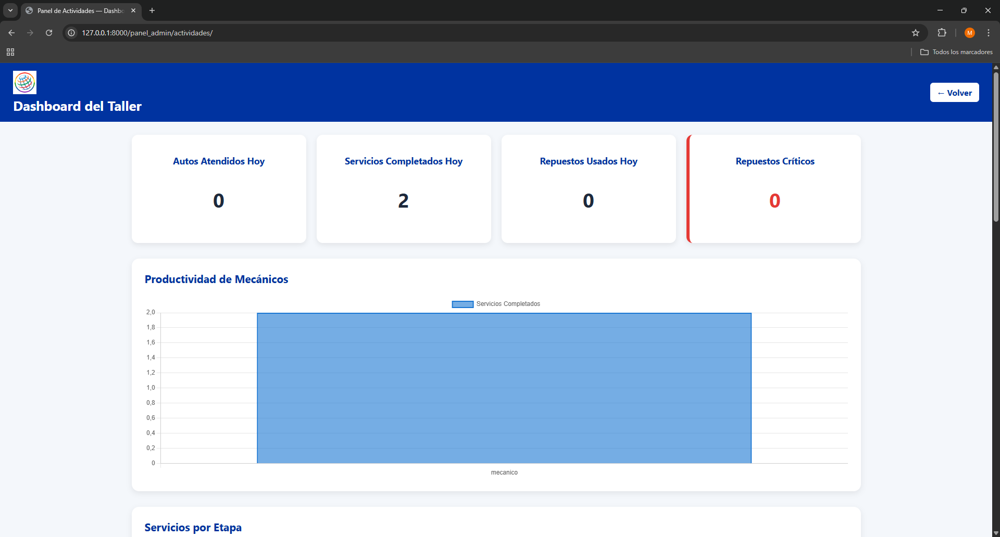 Panel de Actividades — Dashbo
127.0.0.1:8000/panel_admin/actividades/
M
Todos los marcadores
Dashboard del Taller
← Volver
Autos Atendidos Hoy
0
Servicios Completados Hoy
2
Repuestos Usados Hoy
0
Repuestos Críticos
0
Productividad de Mecánicos
Servicios Completados
2,0
1,8
1,6
1,4
1,2
1,0
0,8
0,6
0,4
0,2
0
mecanico
Servicios por Etapa